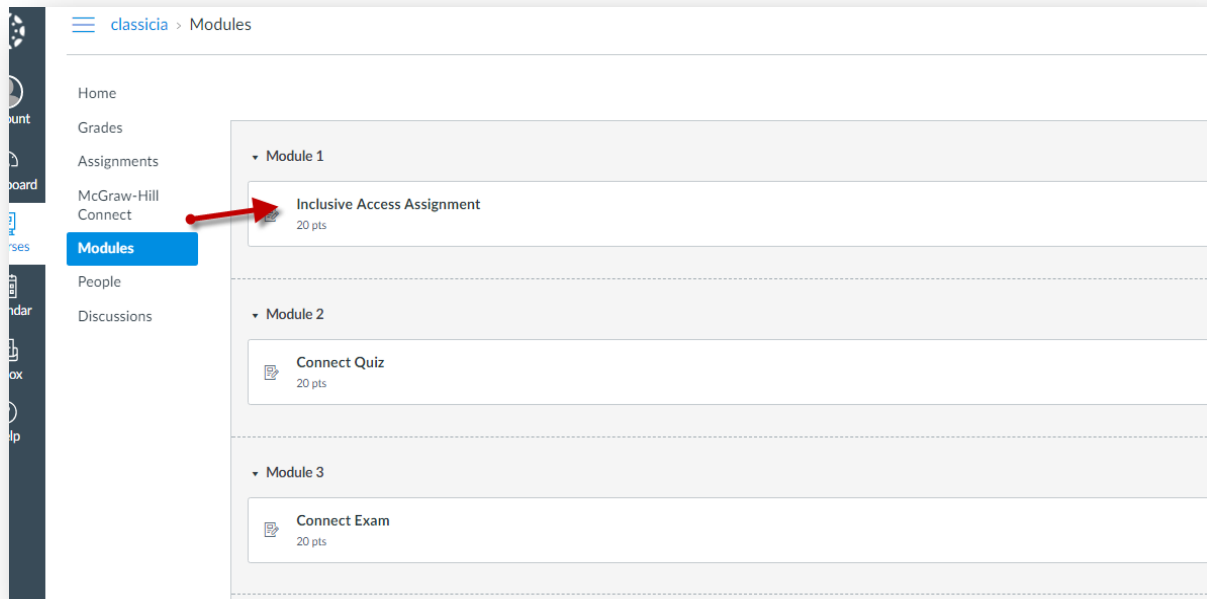 classicia › Modules
Home
Grades
Assignments
McGraw-Hill
Connect
Modules
People
Discussions
Module 1
Inclusive Access Assignment
20 pts
Module 2
Connect Quiz
20 pts
Module 3
Connect Exam
20 pts